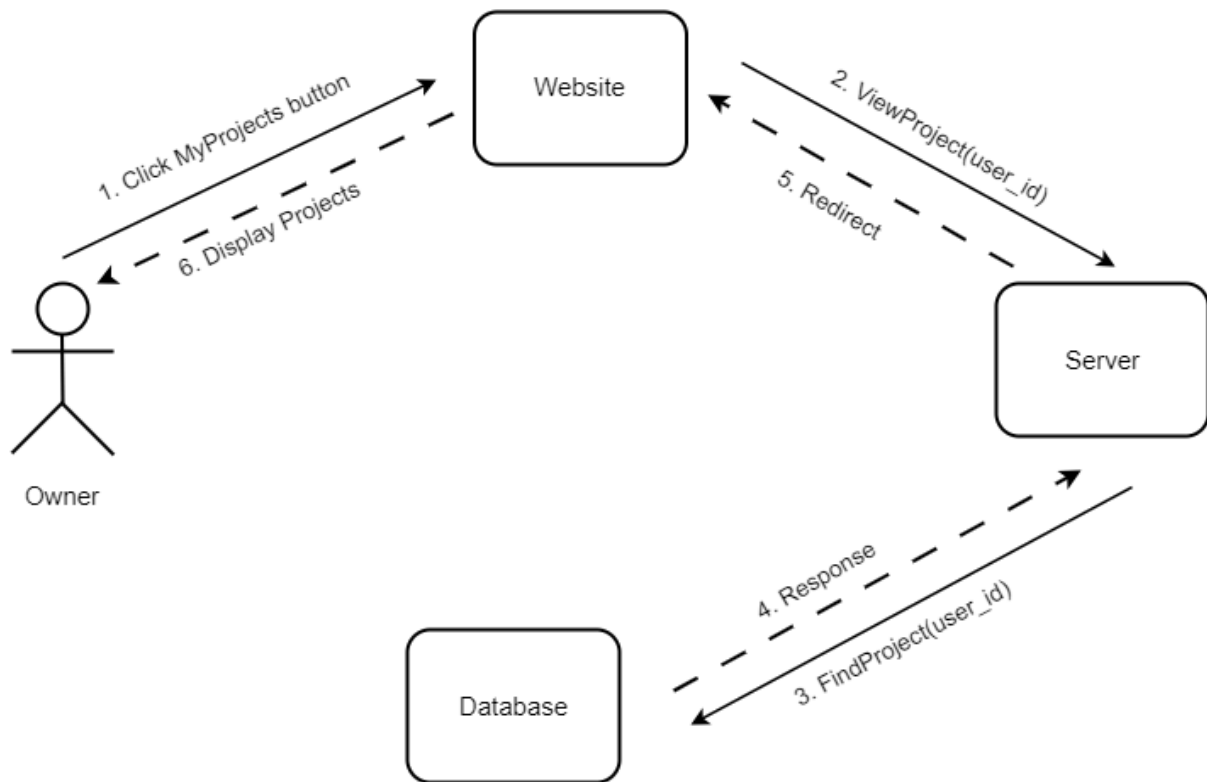 Website
1. Click MyProjects button
2. ViewProject(user_id)
5. Redirect
6. Display Projects
Server
Owner
4. Response
3. FindProject(user_id)
Database